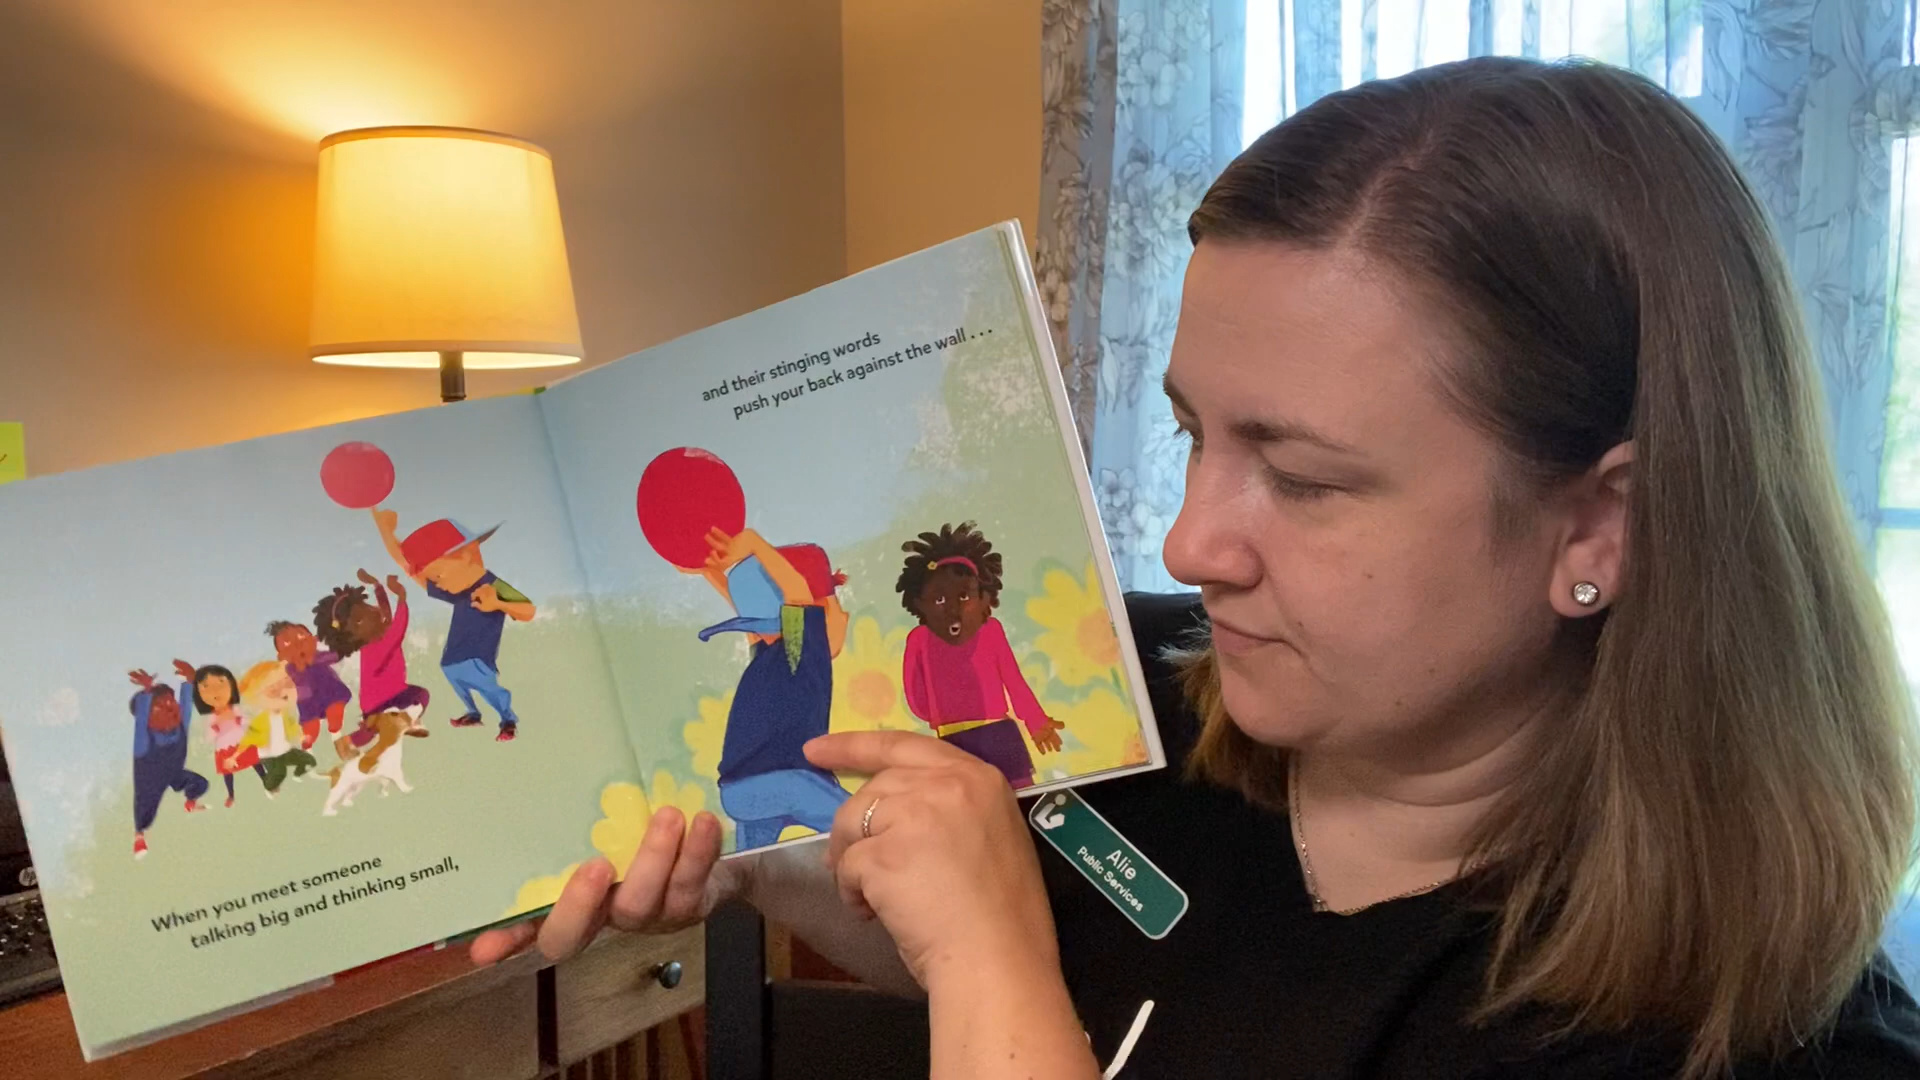 When you meet someone
talking big and thinking small,
and their stinging words
push your back against the wall . . .
Alie
Public Services
hp